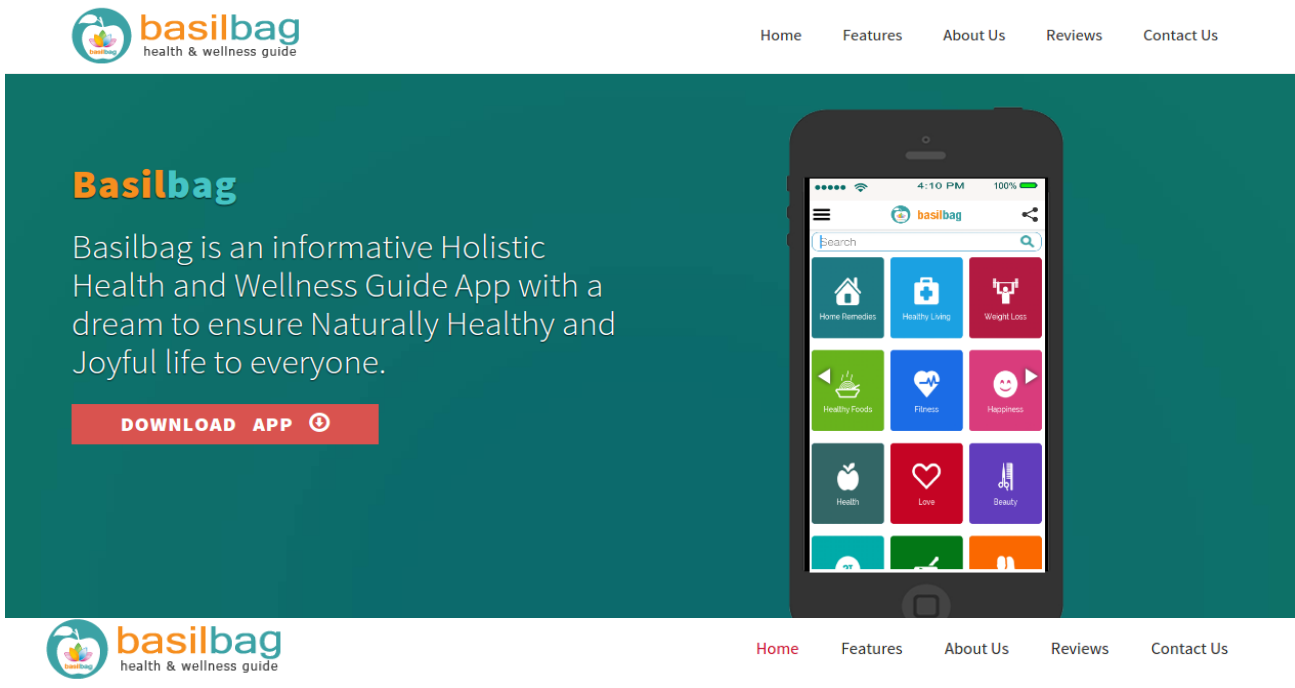 basilbag
health & wellness guide
Home Features About Us Reviews Contact Us
Basilbag
Basilbag is an informative Holistic
Health and Wellness Guide App with a
dream to ensure Naturally Healthy and
Joyful life to everyone.
DOWNLOAD APP
4:10 PM 100%
basilbag
Search
Home Remedies Healthy Living Weight Loss
Healthy Foods Fitness Happiness
Health Love Beauty
basilbag
health & wellness guide
Home Features About Us Reviews Contact Us